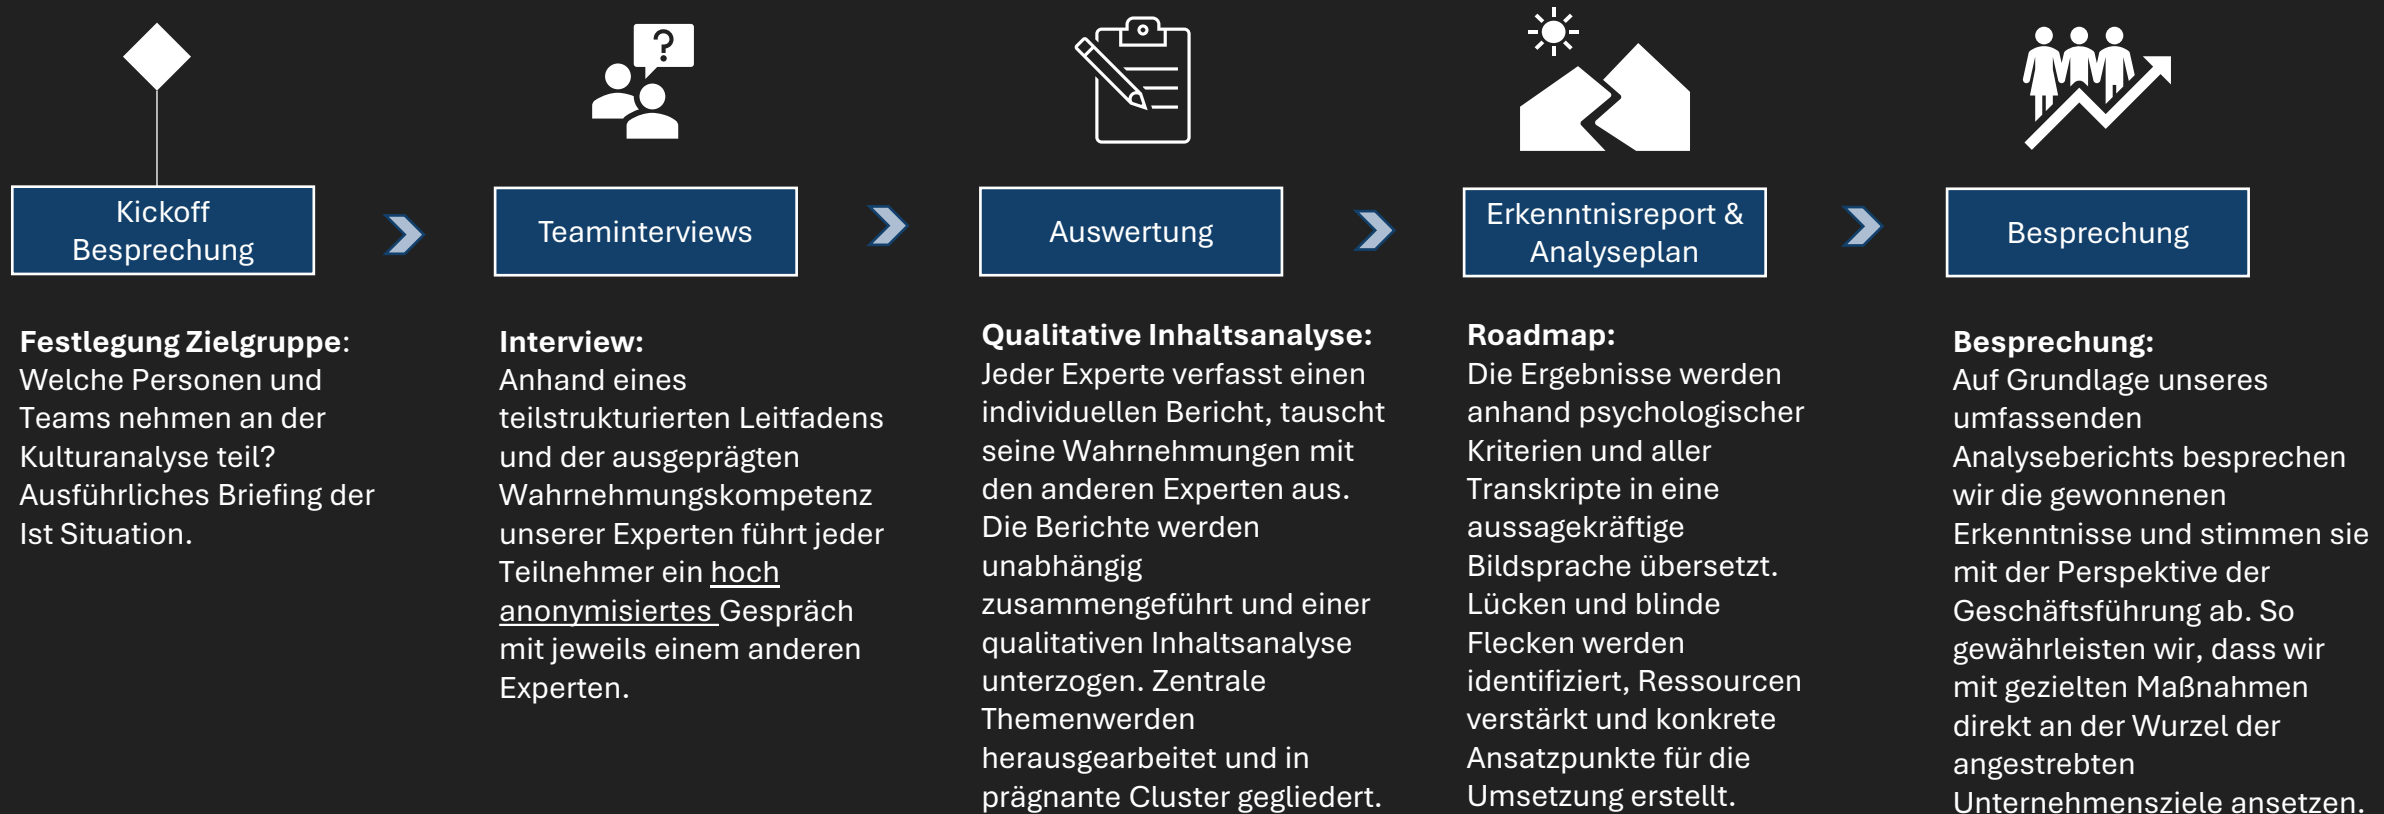 ?
Kickoff
Besprechung
Teaminterviews
Auswertung
Erkenntnisreport &
Analyseplan
Besprechung
Festlegung Zielgruppe:
Welche Personen und
Teams nehmen an der
Kulturanalyse teil?
Ausführliches Briefing der
Ist Situation.
Interview:
Anhand eines
teilstrukturierten Leitfadens
und der ausgeprägten
Wahrnehmungskompetenz
unserer Experten führt jeder
Teilnehmer ein hoch
anonymisiertes Gespräch
mit jeweils einem anderen
Experten.
Qualitative Inhaltsanalyse:
Jeder Experte verfasst einen
individuellen Bericht, tauscht
seine Wahrnehmungen mit
den anderen Experten aus.
Die Berichte werden
unabhängig
zusammengeführt und einer
qualitativen Inhaltsanalyse
unterzogen. Zentrale
Themenwerden
herausgearbeitet und in
prägnante Cluster gegliedert.
Roadmap:
Die Ergebnisse werden
anhand psychologischer
Kriterien und aller
Transkripte in eine
aussagekräftige
Bildsprache übersetzt.
Lücken und blinde
Flecken werden
identifiziert, Ressourcen
verstärkt und konkrete
Ansatzpunkte für die
Umsetzung erstellt.
Besprechung:
Auf Grundlage unseres
umfassenden
Analyseberichts besprechen
wir die gewonnenen
Erkenntnisse und stimmen sie
mit der Perspektive der
Geschäftsführung ab. So
gewährleisten wir, dass wir
mit gezielten Maßnahmen
direkt an der Wurzel der
angestrebten
Unternehmensziele ansetzen.